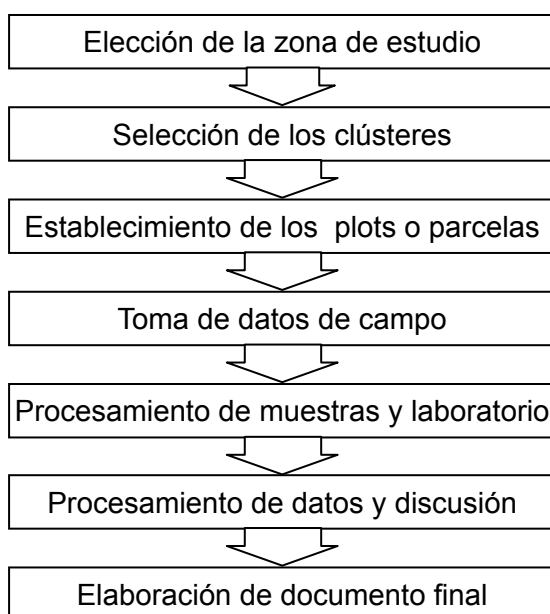 Elección de la zona de estudio
Selección de los clústeres
Establecimiento de los plots o parcelas
Toma de datos de campo
Procesamiento de muestras y laboratorio
Procesamiento de datos y discusión
Elaboración de documento final